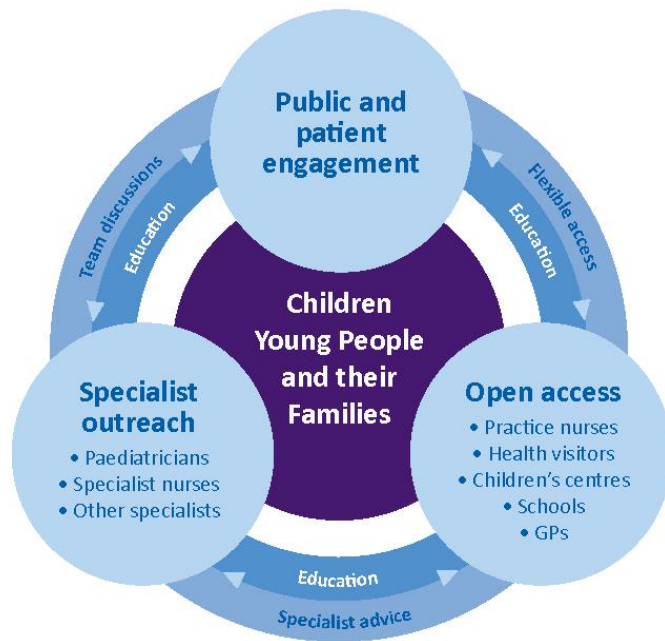 Public and
patient
engagement
Team discussions
Education
Flexible access
Education
Children
Young People
and their
Families
Specialist
outreach
• Paediatricians
• Specialist nurses
• Other specialists
Open access
• Practice nurses
• Health visitors
• Children's centres
• Schools
• GPs
Education
Specialist advice